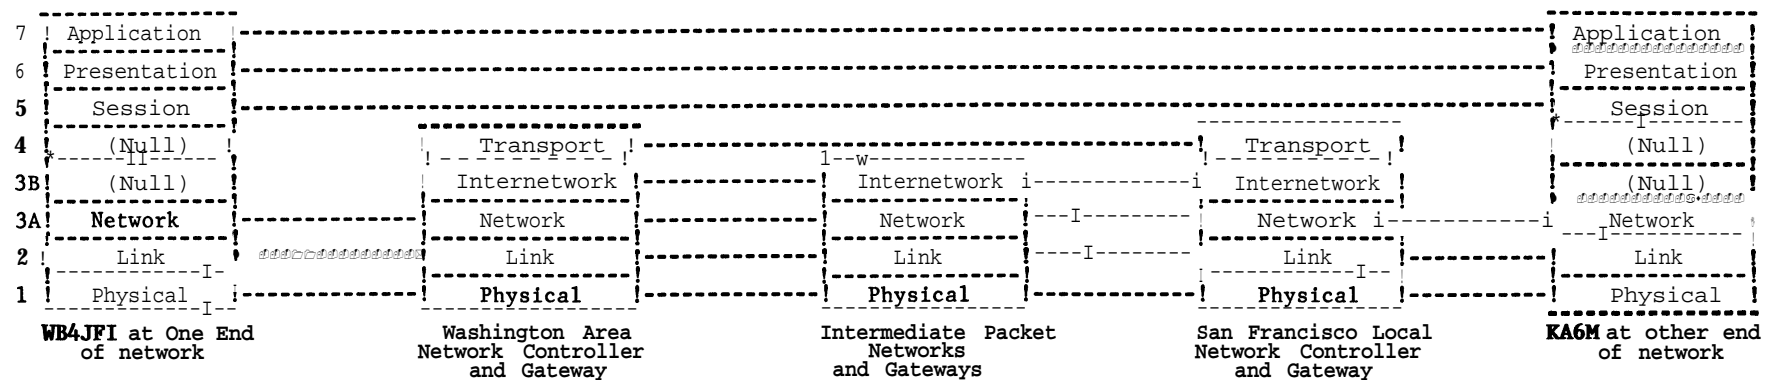 7 Application Application
6 Presentation Presentation
5 Session Session
4 (Null) Transport Transport (Null)
3B (Null) Internetwork Internetwork Internetwork (Null)
3A Network Network Network Network Network
2 Link Link Link Link Link
1 Physical Physical Physical Physical Physical
WB4JFI at One End Washington Area Intermediate Packet San Francisco Local KA6M at other end
of network Network Controller Networks Network Controller of network
and Gateway and Gateways and Gateway